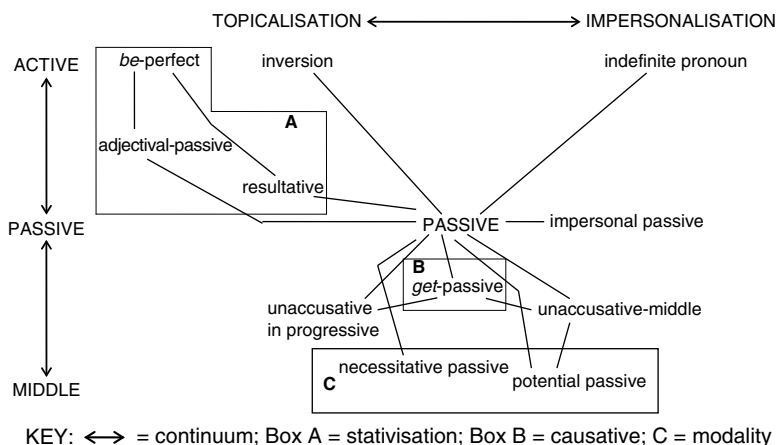 TOPICALISATION ⟷ IMPERSONALISATION
ACTIVE be-perfect inversion indefinite pronoun
A
adjectival-passive
resultative
PASSIVE PASSIVE impersonal passive
B
get-passive
unaccusative unaccusative-middle
in progressive
necessitative passive
C potential passive
MIDDLE
KEY: ⟷ = continuum; Box A = stativisation; Box B = causative; C = modality